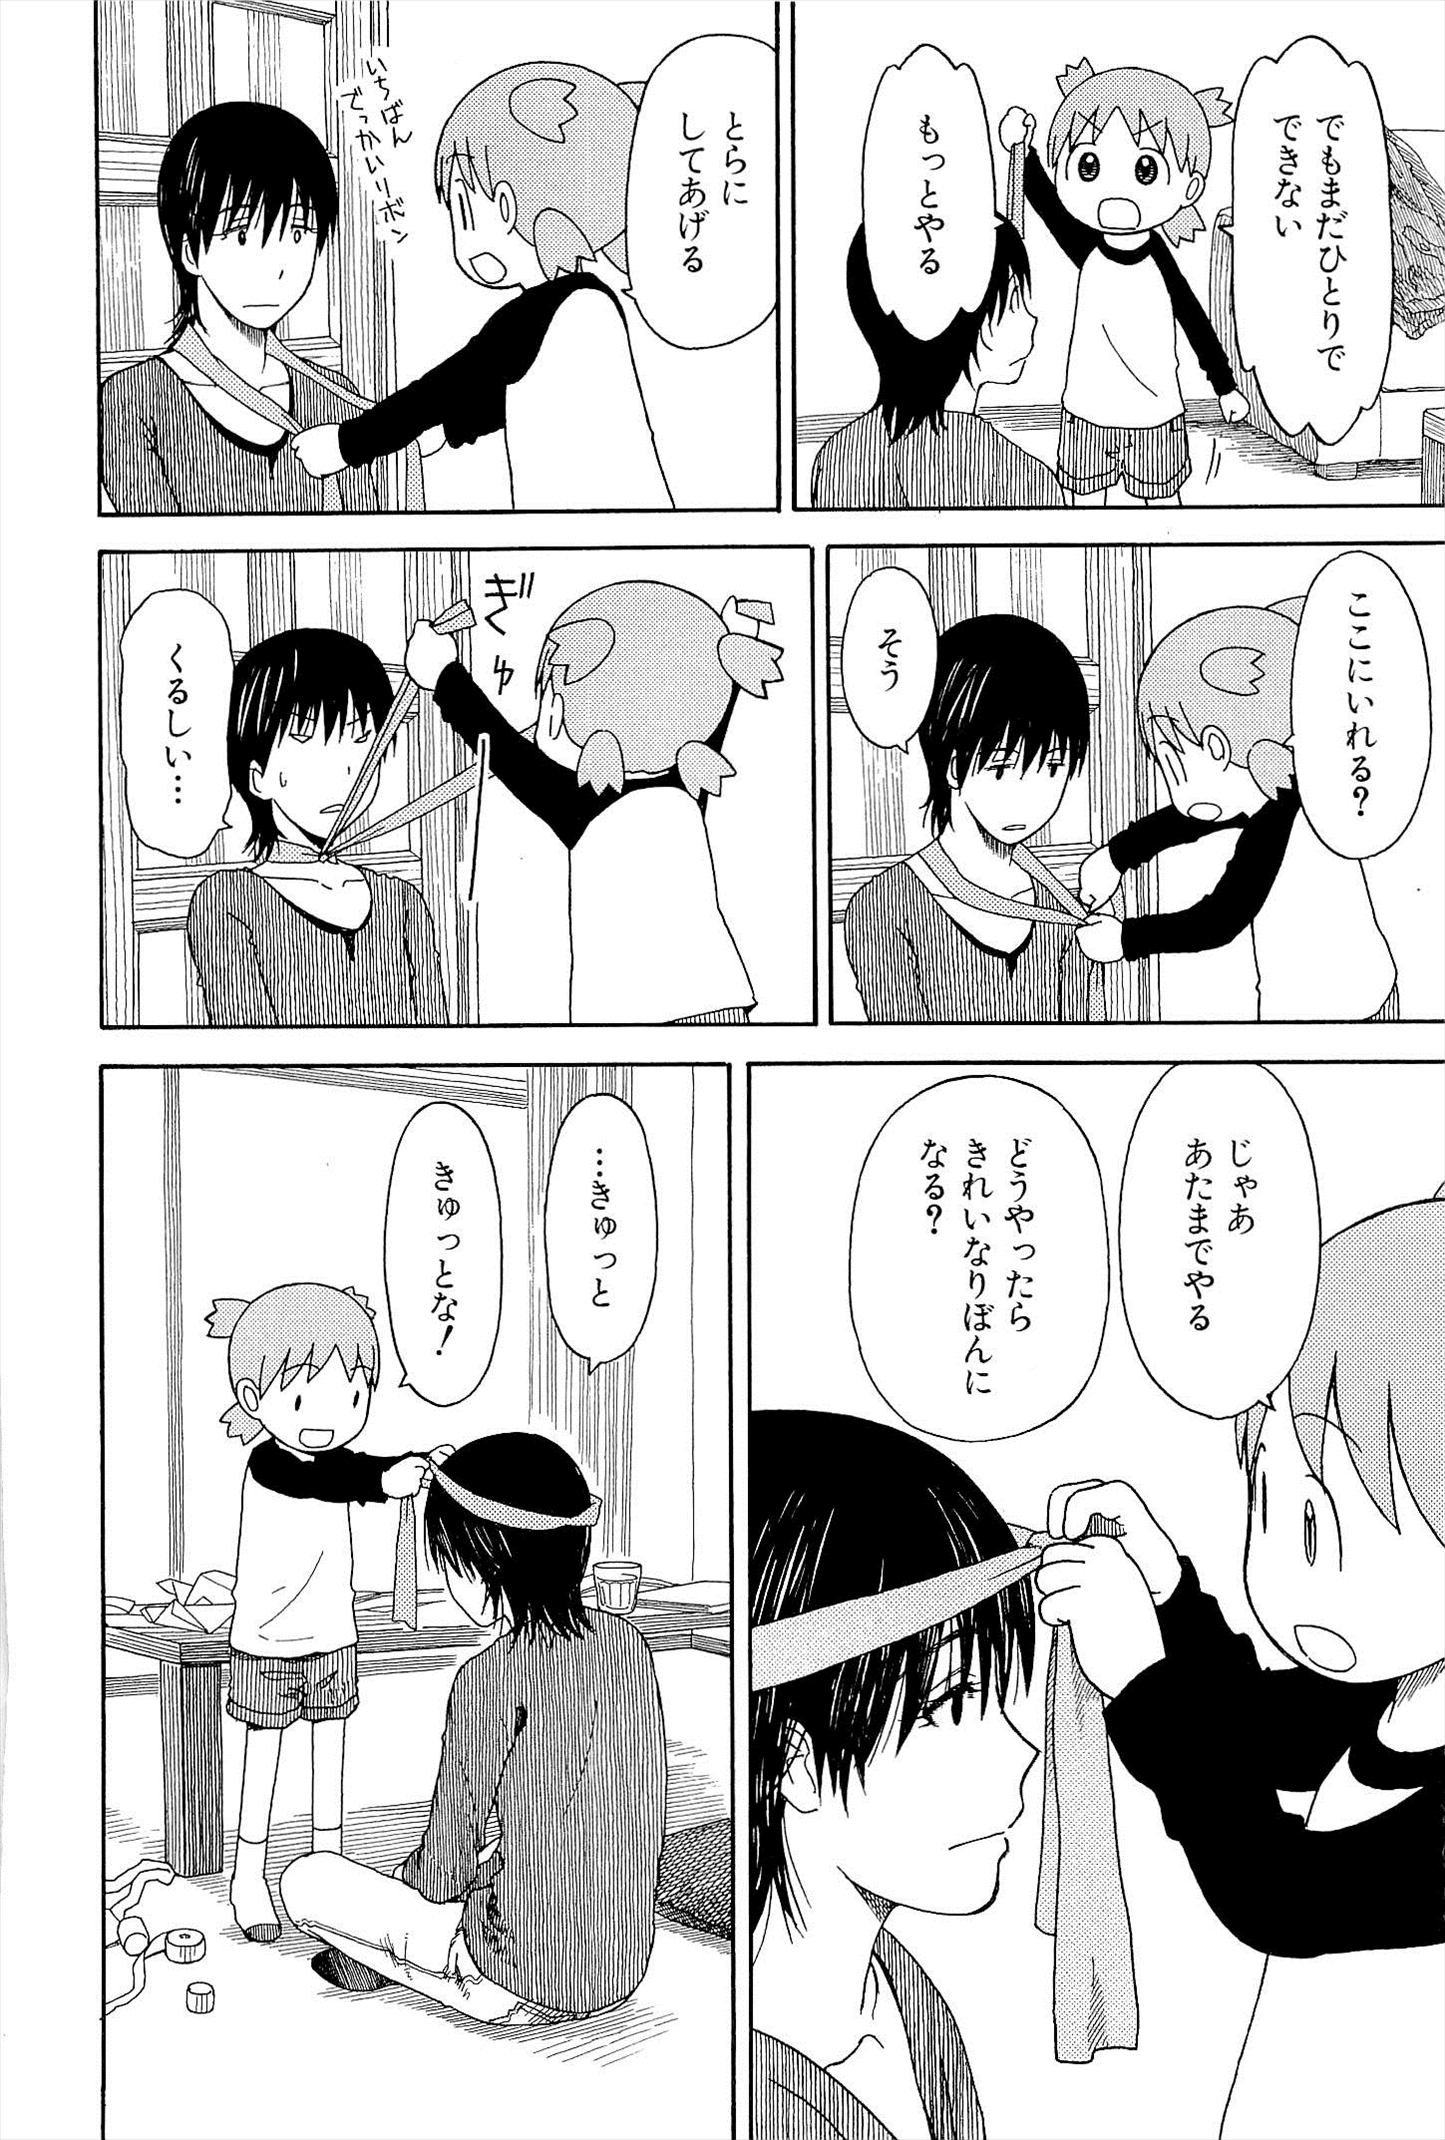 でもまだひとりで
できない
もっとやる
とらに
してあげる
いちばん
でっかいリボン
ここにいれる？
そう
ぎゅ
くるしい…
じゃあ
あたまでやる
どうやったら
きれいなりぼんに
なる？
…きゅっと
きゅっとな！